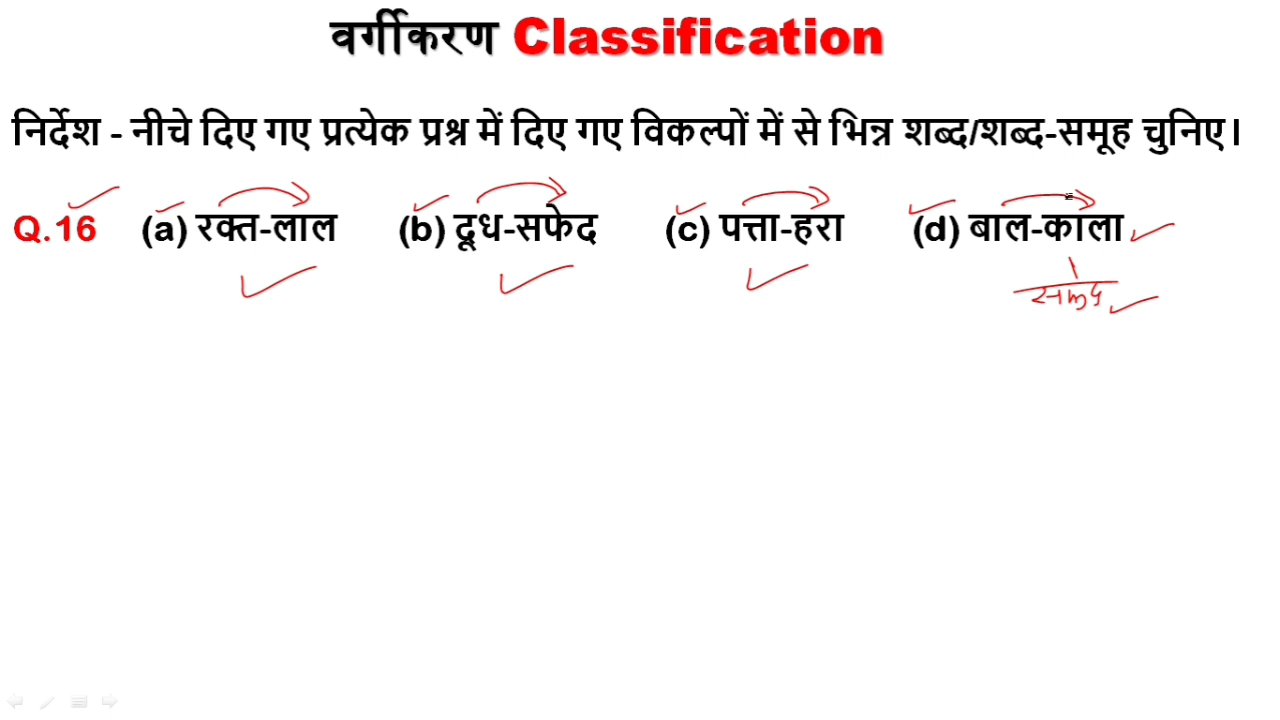 वर्गीकरण Classification
निर्देश - नीचे दिए गए प्रत्येक प्रश्न में दिए गए विकल्पों में से भिन्न शब्द/शब्द-समूह चुनिए।
Q.16 (a) रक्त-लाल (b) दूध-सफेद (c) पत्ता-हरा (d) बाल-काला